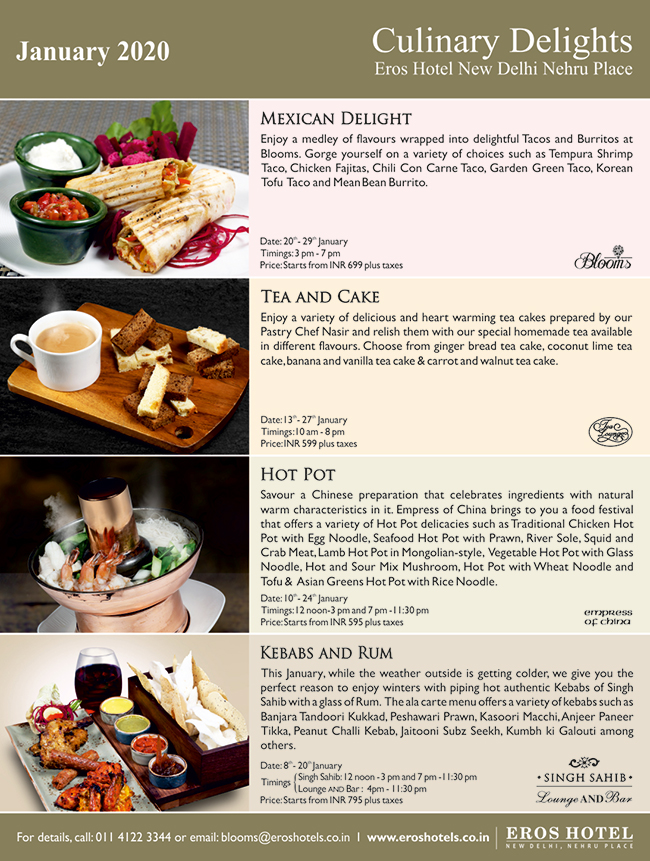 January 2020
Culinary Delights
Eros Hotel New Delhi Nehru Place
MEXICAN DELIGHT
Enjoy a medley of flavours wrapped into delightful Tacos and Burritos at
Blooms. Gorge yourself on a variety of choices such as Tempura Shrimp
Taco, Chicken Fajitas, Chili Con Carne Taco, Garden Green Taco, Korean
Tofu Taco and Mean Bean Burrito.
Date: 20th- 29th January
Timings: 3 pm - 7 pm
Price: Starts from INR 699 plus taxes
Blooms
TEA AND CAKE
Enjoy a variety of delicious and heart warming tea cakes prepared by our
Pastry Chef Nasir and relish them with our special homemade tea available
in different flavours. Choose from ginger bread tea cake, coconut lime tea
cake, banana and vanilla tea cake & carrot and walnut tea cake.
Date: 13th- 27th January
Timings: 10 am - 8 pm
Price: INR 599 plus taxes
Tea Lounge
HOT POT
Savour a Chinese preparation that celebrates ingredients with natural
warm characteristics in it. Empress of China brings to you a food festival
that offers a variety of Hot Pot delicacies such as Traditional Chicken Hot
Pot with Egg Noodle, Seafood Hot Pot with Prawn, River Sole, Squid and
Crab Meat, Lamb Hot Pot in Mongolian-style, Vegetable Hot Pot with Glass
Noodle, Hot and Sour Mix Mushroom, Hot Pot with Wheat Noodle and
Tofu & Asian Greens Hot Pot with Rice Noodle.
Date: 10th- 24th January
Timings: 12 noon-3 pm and 7 pm -11:30 pm
Price: Starts from INR 595 plus taxes
empress
of china
KEBABS AND RUM
This January, while the weather outside is getting colder, we give you the
perfect reason to enjoy winters with piping hot authentic Kebabs of Singh
Sahib with a glass of Rum. The ala carte menu offers a variety of kebabs such as
Banjara Tandoori Kukkad, Peshawari Prawn, Kasoori Macchi, Anjeer Paneer
Tikka, Peanut Challi Kebab, Jaitooni Subz Seekh, Kumbh ki Galouti among
others.
Date: 8th- 20th January
Timings { Singh Sahib: 12 noon - 3 pm and 7 pm -11:30 pm
Lounge AND Bar : 4pm - 11:30 pm
Price: Starts from INR 795 plus taxes
• SINGH SAHIB •
Lounge AND Bar
For details, call: 011 4122 3344 or email: blooms@eroshotels.co.in | www.eroshotels.co.in
EROS HOTEL
NEW DELHI, NEHRU PLACE